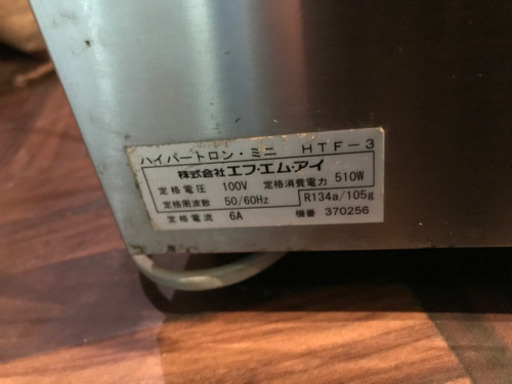 ハイパートロン・ミニ HTF-3
株式会社エフ・エム・アイ
定格電圧 100V 定格消費電力 510W
定格周波数 50/60Hz R134a/105g
定格電流 6A 機番 370256